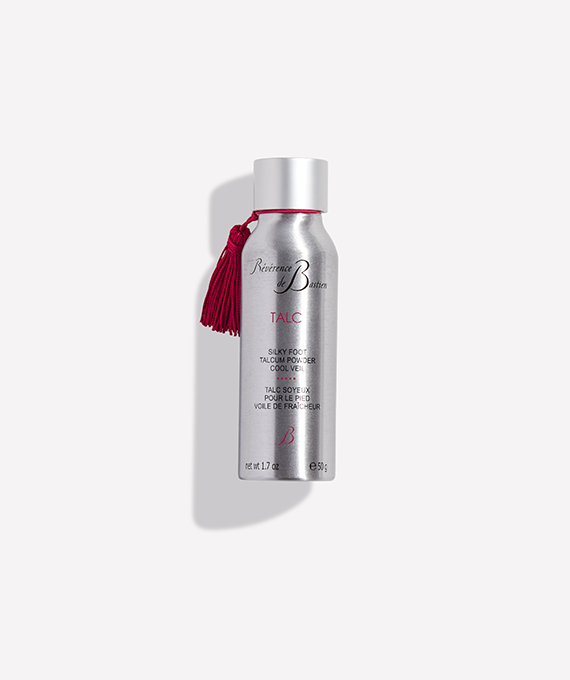 Révérence
de Bastien
TALC
SILKY FOOT
TALCUM POWDER
COOL VEIL
TALC SOYEUX
POUR LE PIED
VOILE DE FRAÎCHEUR
B
net wt 1.7 oz ℮ 50 g